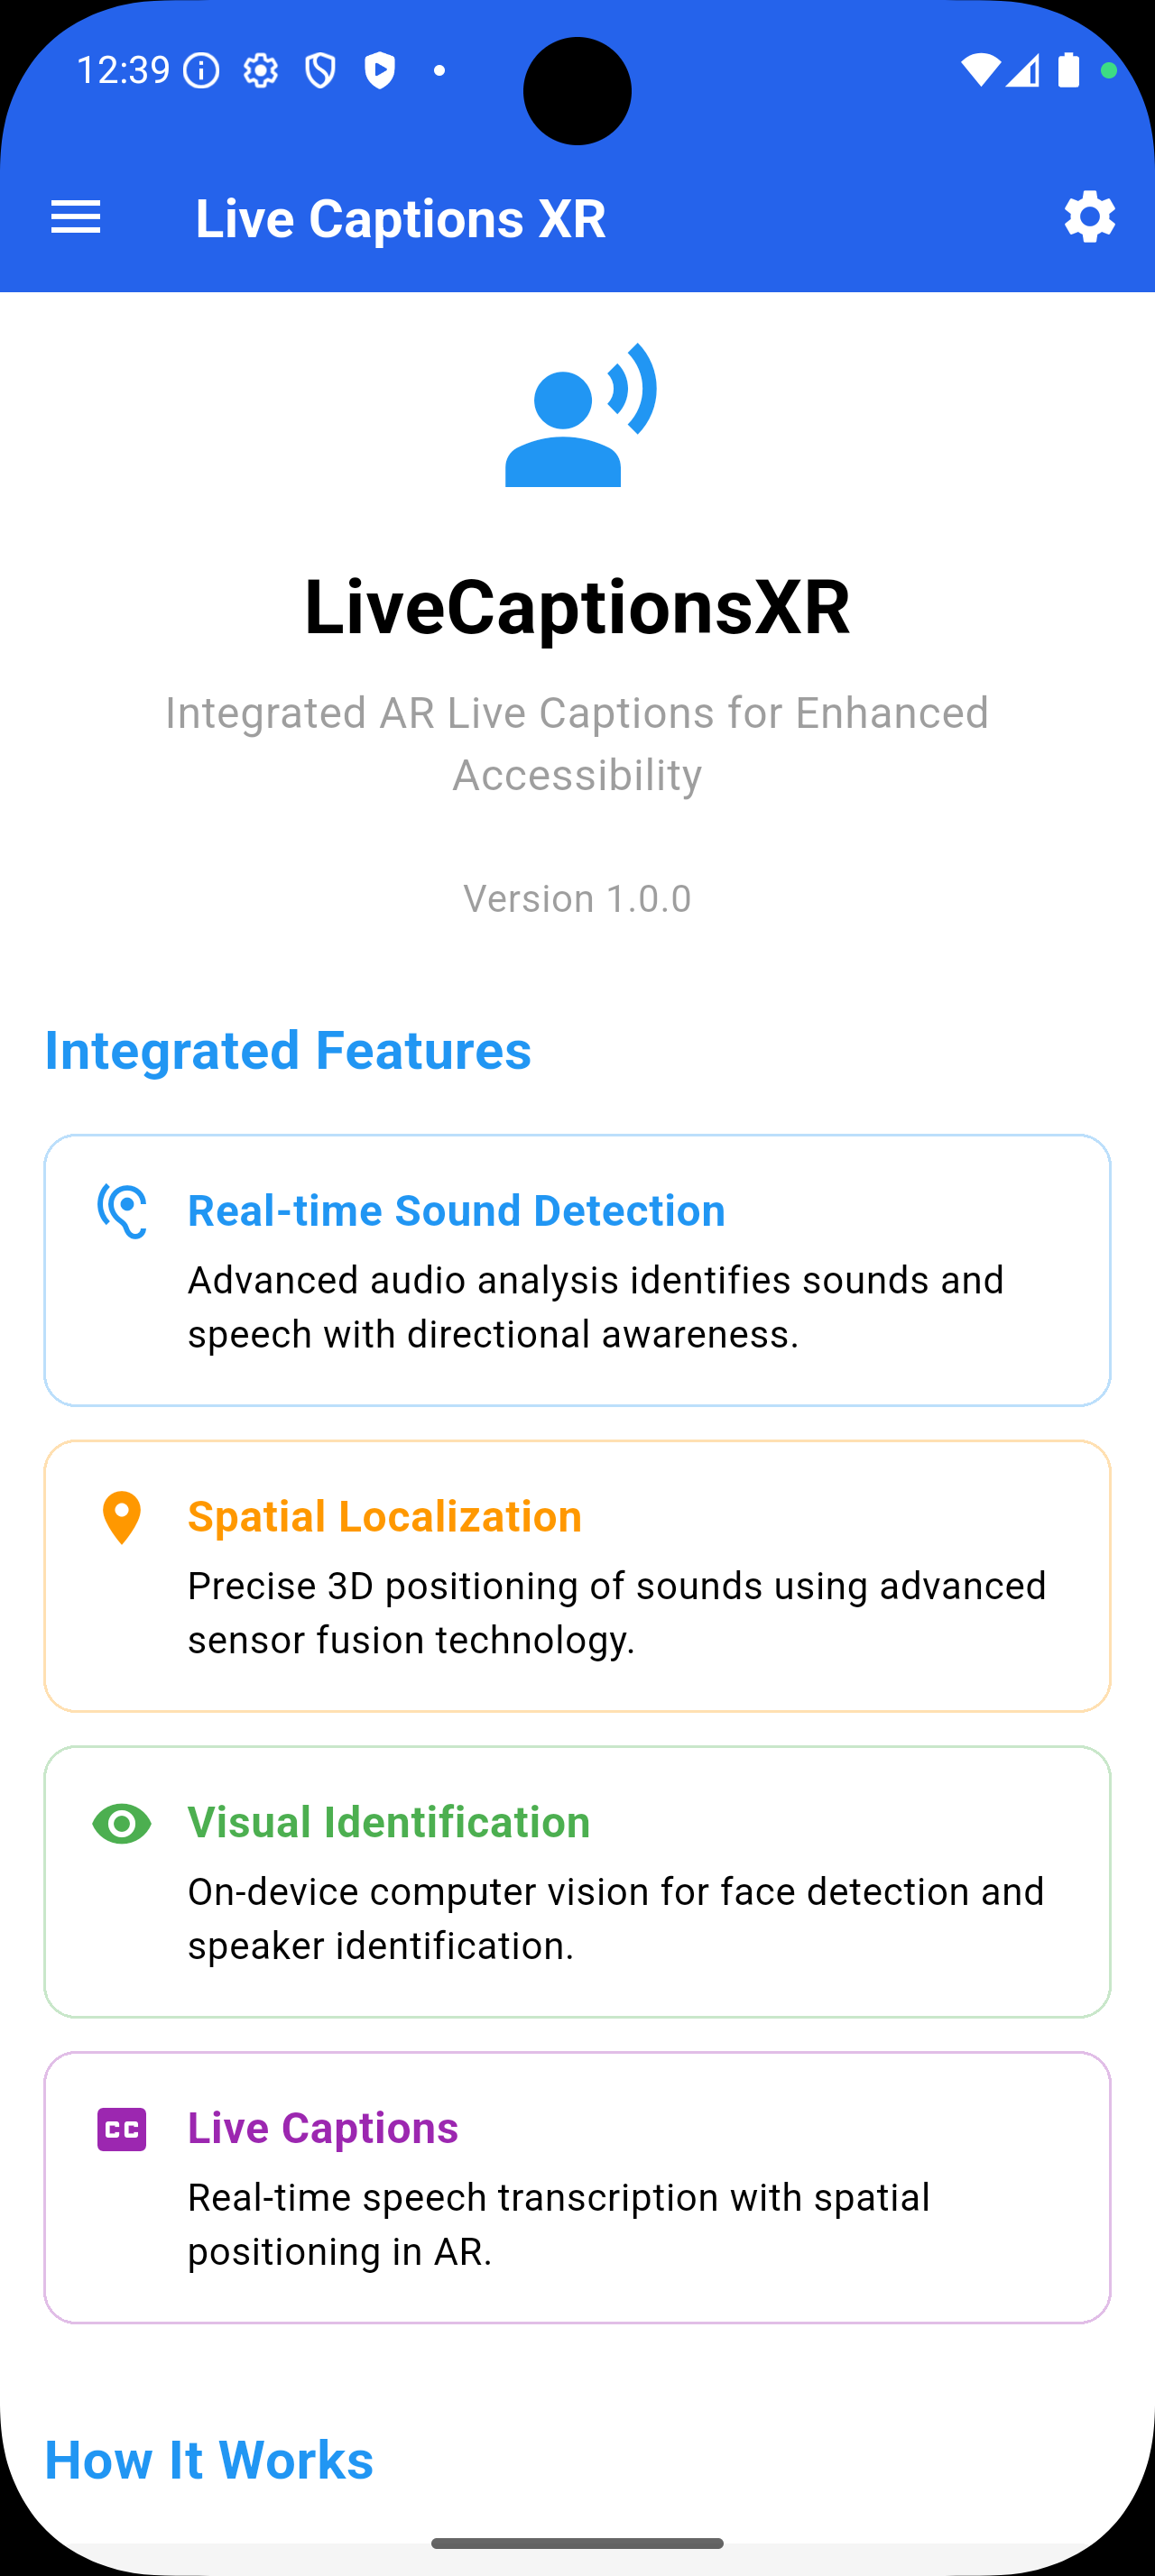 12:39
Live Captions XR
LiveCaptionsXR
Integrated AR Live Captions for Enhanced
Accessibility
Version 1.0.0
Integrated Features
Real-time Sound Detection
Advanced audio analysis identifies sounds and
speech with directional awareness.
Spatial Localization
Precise 3D positioning of sounds using advanced
sensor fusion technology.
Visual Identification
On-device computer vision for face detection and
speaker identification.
CC
Live Captions
Real-time speech transcription with spatial
positioning in AR.
How It Works